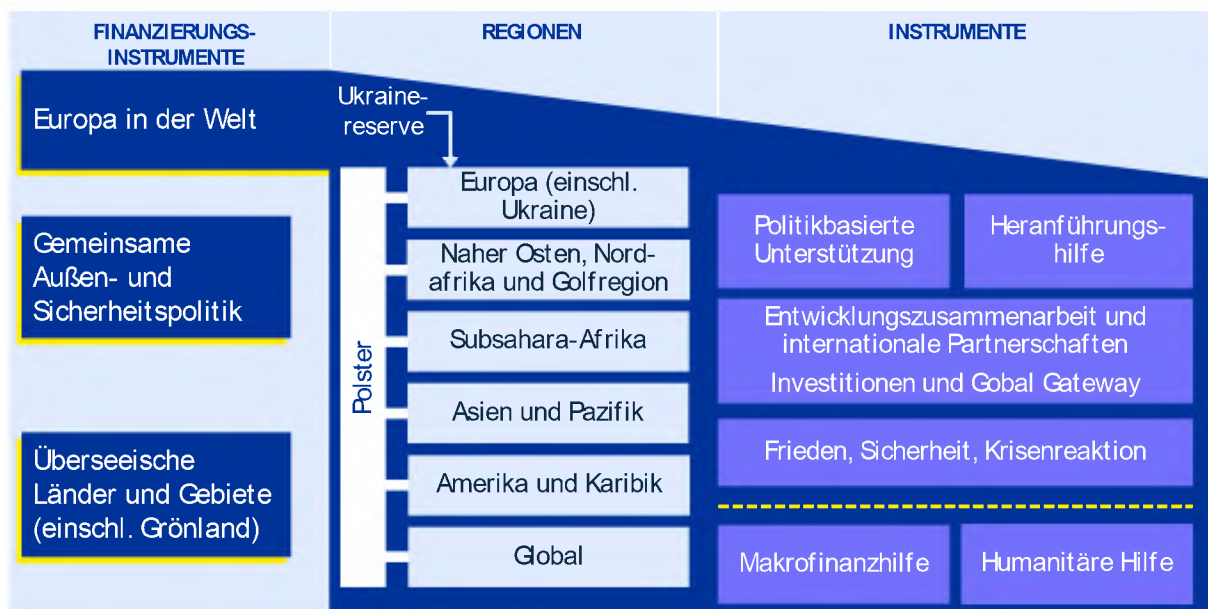 FINANZIERUNGS-
INSTRUMENTE
Europa in der Welt
Gemeinsame
Außen- und
Sicherheitspolitik
Überseeische
Länder und Gebiete
(einschl. Grönland)
REGIONEN
Ukraine-
reserve
Polster
Europa (einschl.
Ukraine)
Naher Osten, Nord-
afrika und Golfregion
Subsahara-Afrika
Asien und Pazifik
Amerika und Karibik
Global
INSTRUMENTE
Politikbasierte
Unterstützung
Heranführungs-
hilfe
Entwicklungszusammenarbeit und
internationale Partnerschaften
Investitionen und Gobal Gateway
Frieden, Sicherheit, Krisenreaktion
Makrofinanzhilfe
Humanitäre Hilfe